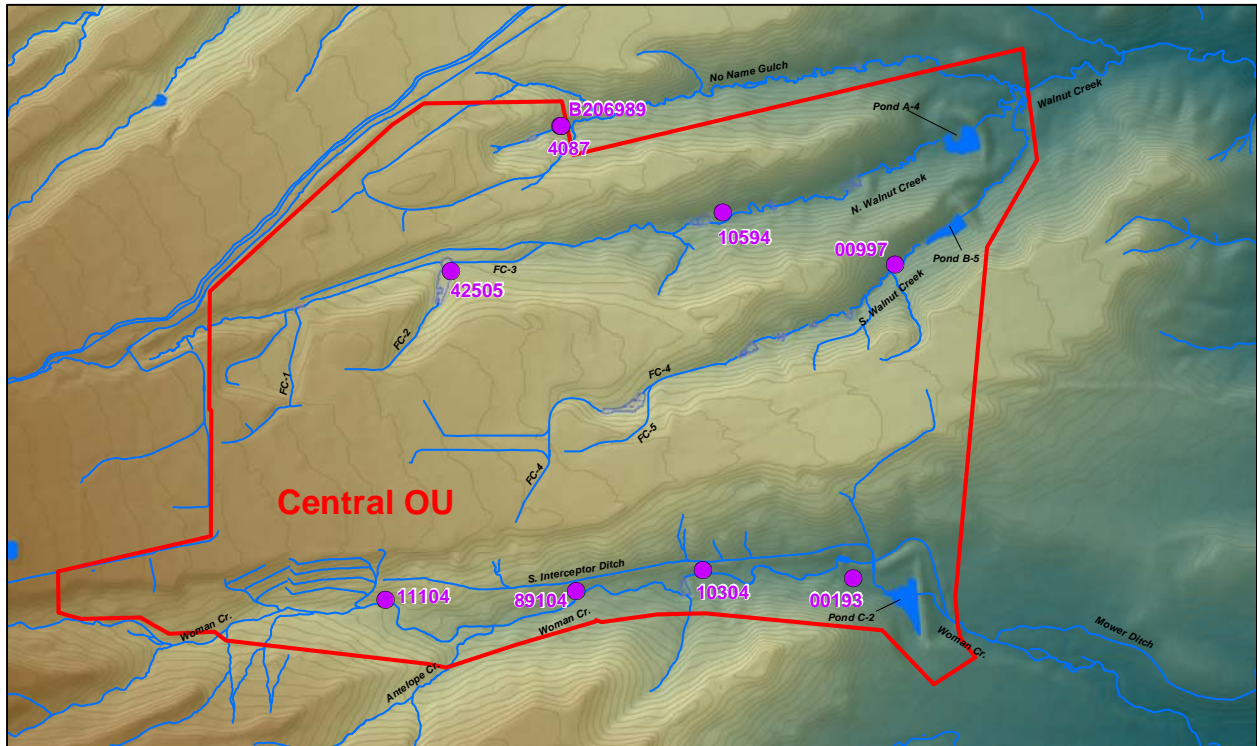 No Name Gulch
Walnut Creek
B206989
Pond A-4
4087
N. Walnut Creek
10594
00997
Pond B-5
FC-3
42505
S. Walnut Creek
FC-2
FC-1
FC-4
FC-5
FC-4
Central OU
S. Interceptor Ditch
10304
89104
11104
00193
Pond C-2
Woman Cr.
Woman Cr.
Mower Ditch
Woman Cr.
Antelope Cr.